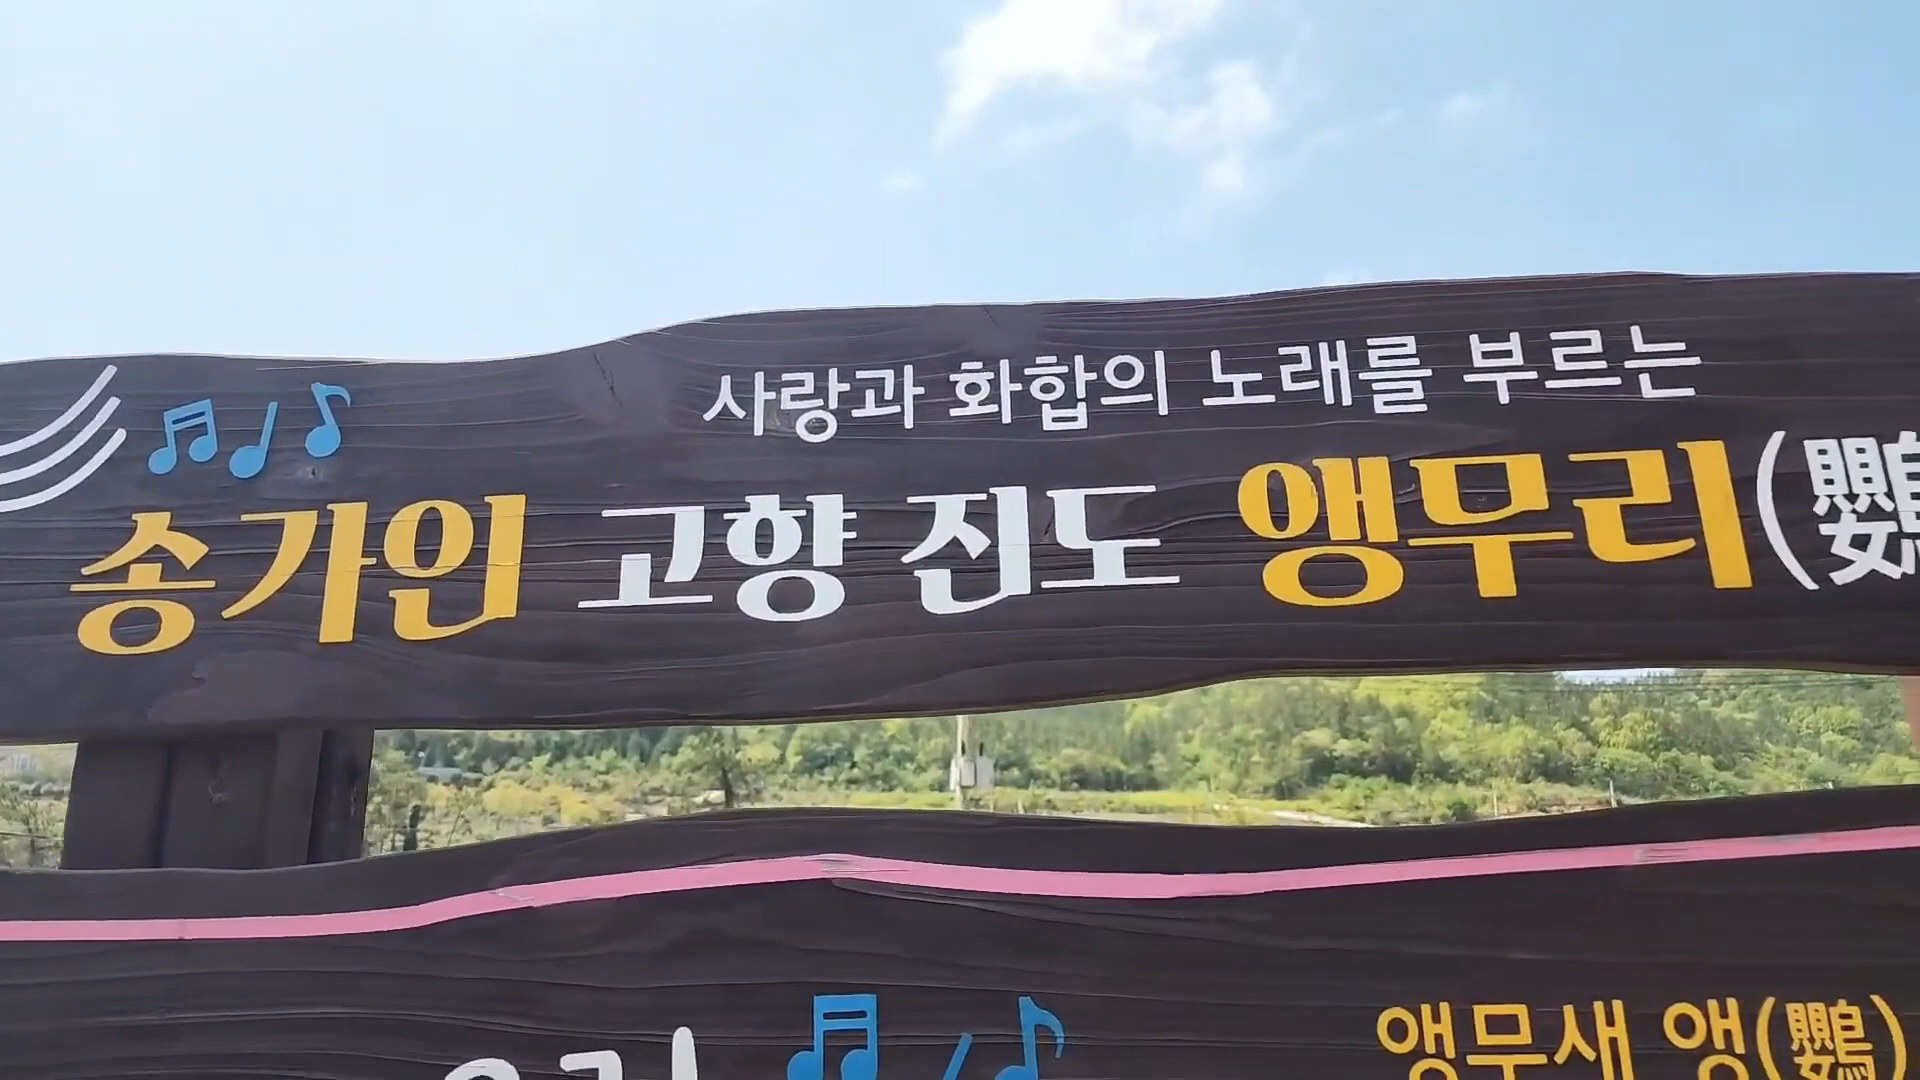 사랑과 화합의 노래를 부르는
송가인 고향 진도 앵무리(鸚
앵무새 앵(鸚)